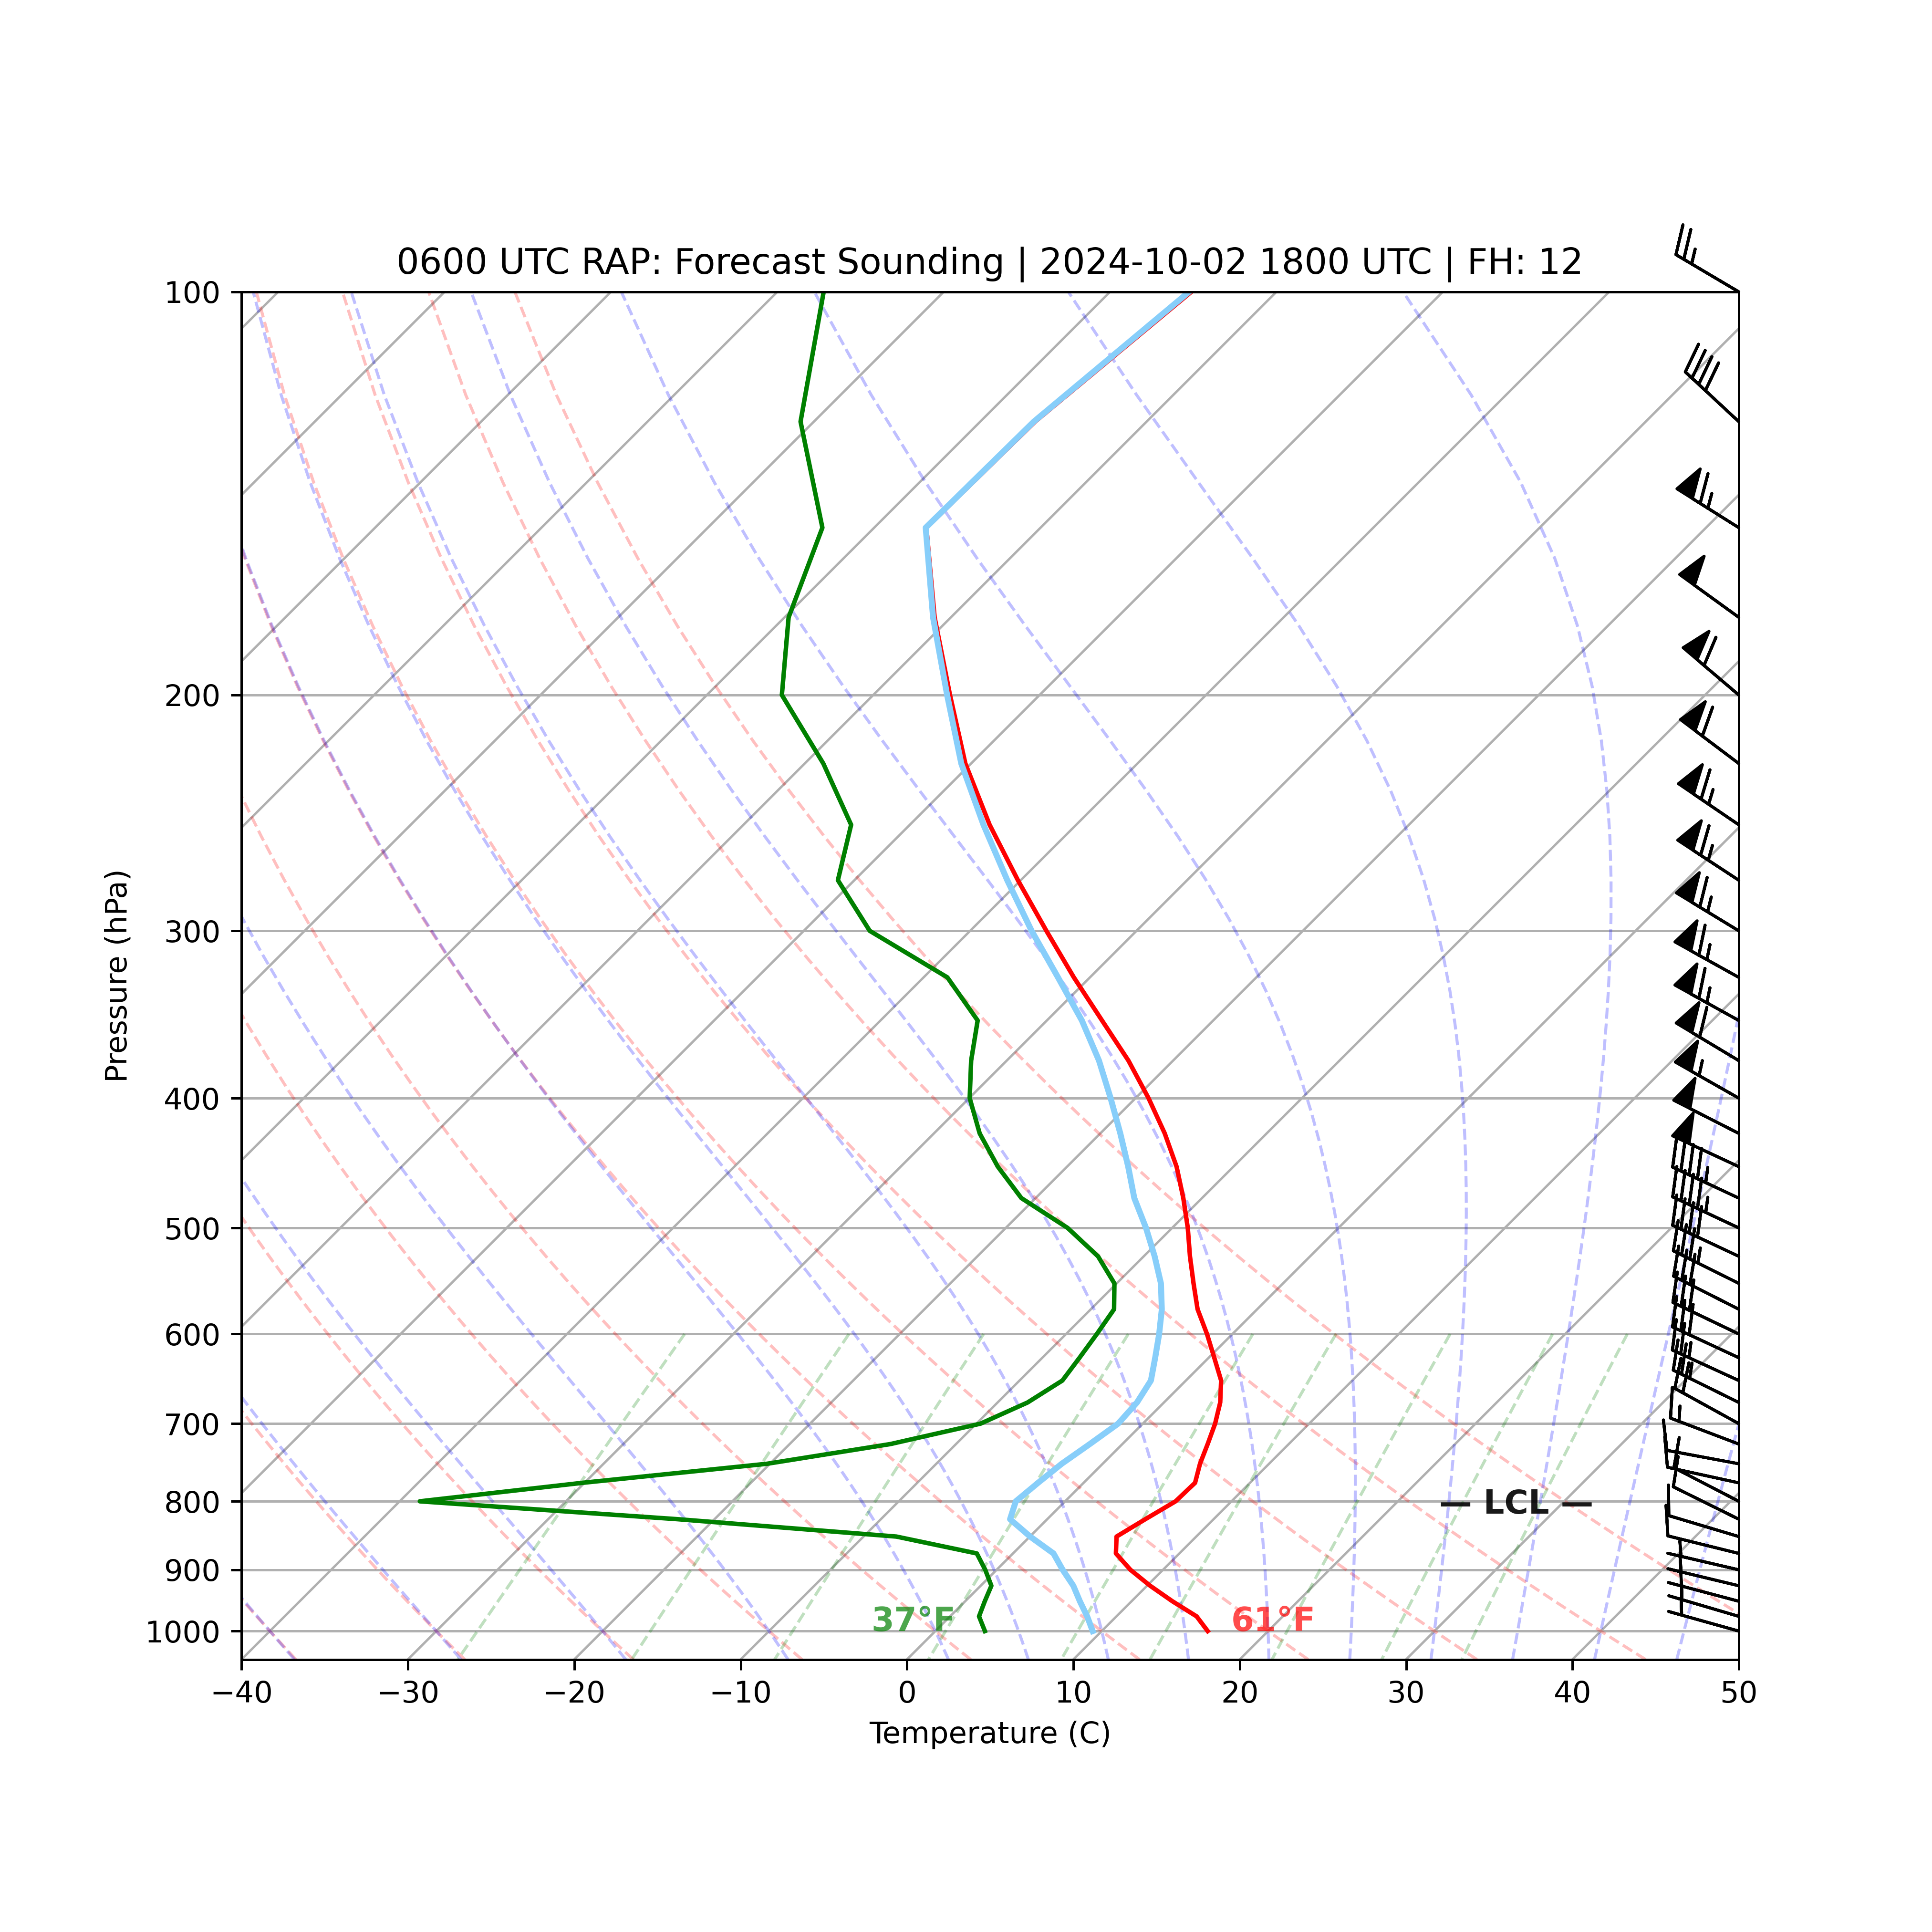 0600 UTC RAP: Forecast Sounding | 2024-10-02 1800 UTC | FH: 12
100
200
300
400
500
600
700
800
900
1000
Pressure (hPa)
— LCL —
37°F
61°F
−40 −30 −20 −10 0 10 20 30 40 50
Temperature (C)